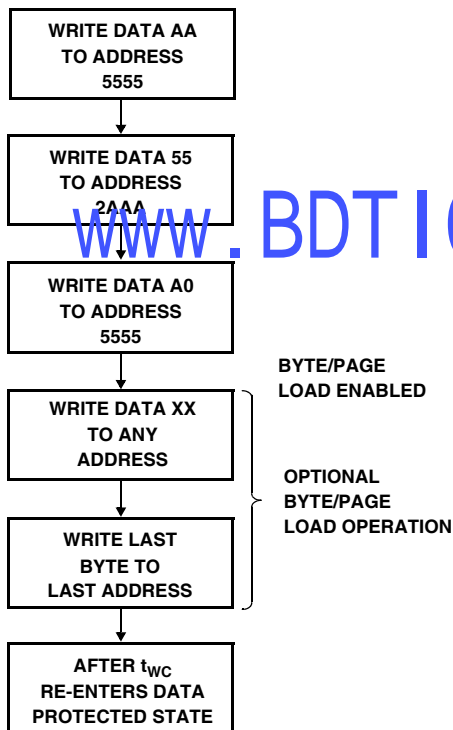 WRITE DATA AA
TO ADDRESS
5555
WRITE DATA 55
TO ADDRESS
2AAA
WWW.BDTIC
WRITE DATA A0
TO ADDRESS
5555
BYTE/PAGE
LOAD ENABLED
WRITE DATA XX
TO ANY
ADDRESS
OPTIONAL
BYTE/PAGE
LOAD OPERATION
WRITE LAST
BYTE TO
LAST ADDRESS
AFTER tWC
RE-ENTERS DATA
PROTECTED STATE